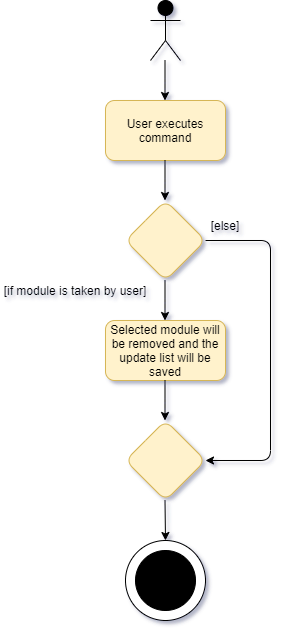 User executes
command
[else]
[if module is taken by user]
Selected module will
be removed and the
update list will be
saved